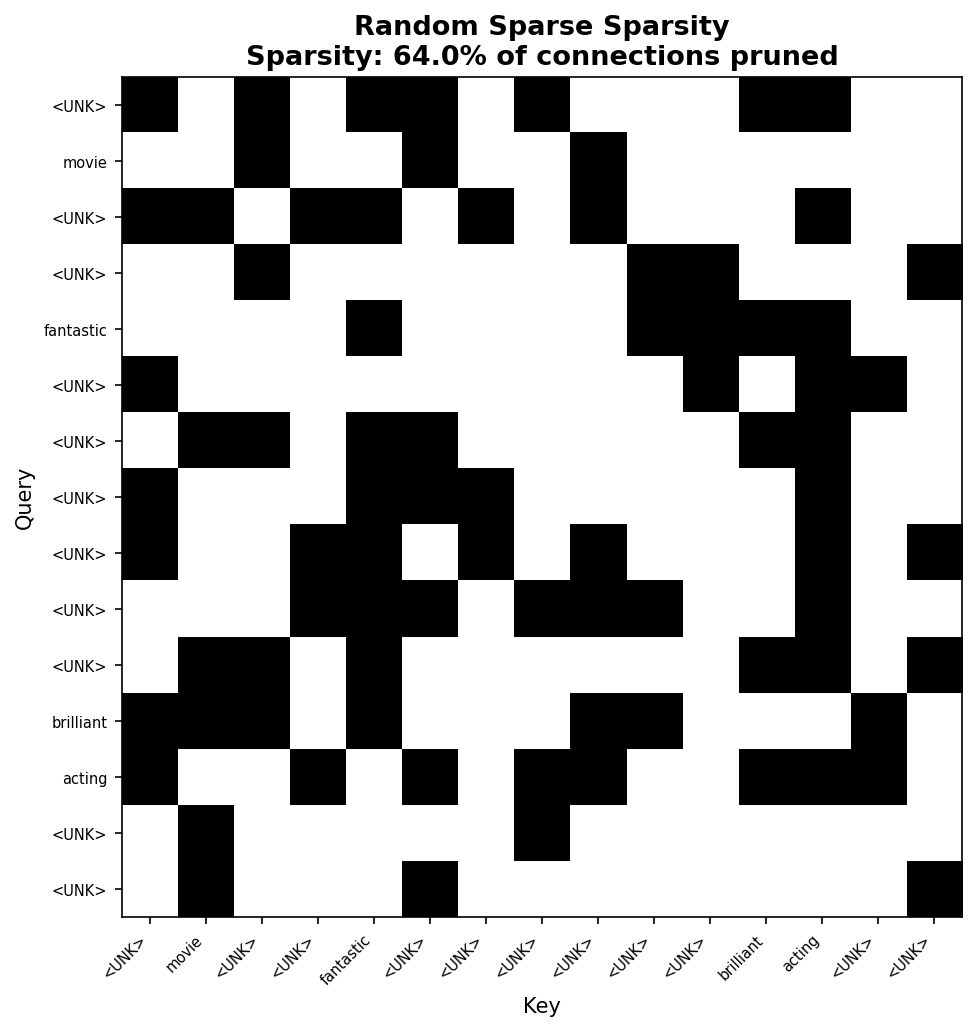 Random Sparse Sparsity
Sparsity: 64.0% of connections pruned
<UNK>
movie
<UNK>
<UNK>
fantastic
<UNK>
<UNK>
<UNK>
<UNK>
<UNK>
<UNK>
brilliant
acting
<UNK>
<UNK>
Query
<UNK>
movie
<UNK>
<UNK>
fantastic
<UNK>
<UNK>
<UNK>
<UNK>
<UNK>
<UNK>
brilliant
acting
<UNK>
<UNK>
Key